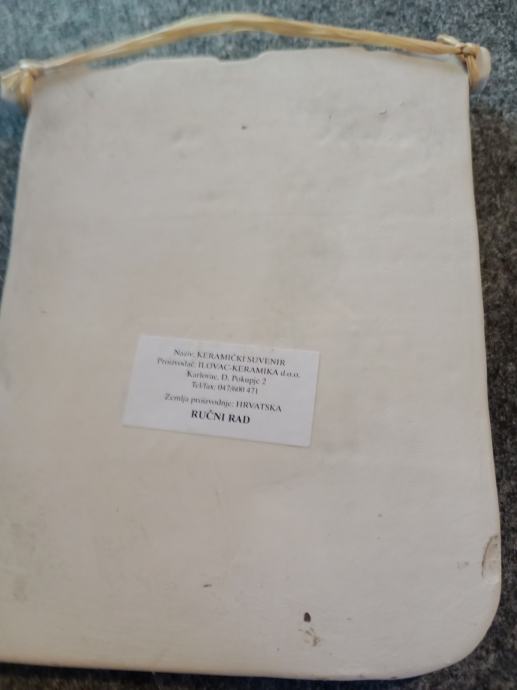 Naziv: KERAMIČKI SUVENIR
Proizvođač: ILOVAC-KERAMIKA d.o.o.
Karlovac, D. Pokupje 2
Tel/fax: 047/600 471
Zemlja proizvodnje: HRVATSKA
RUČNI RAD